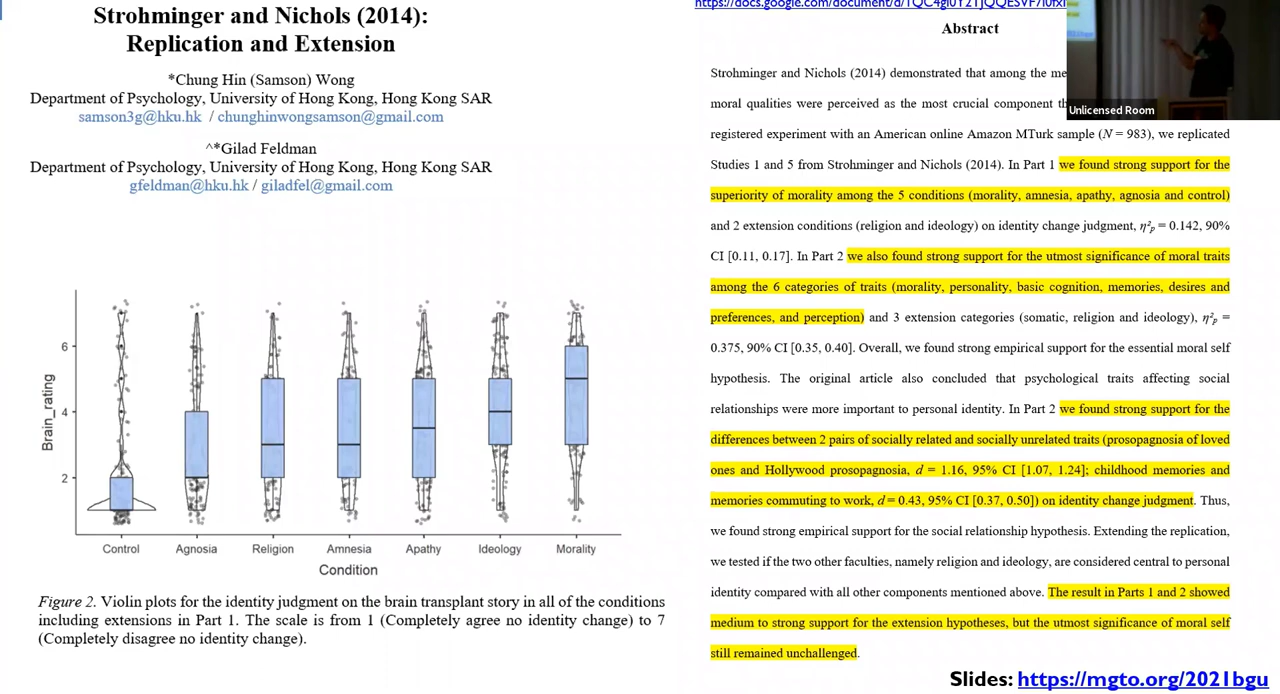 Strohminger and Nichols (2014):
Replication and Extension
*Chung Hin (Samson) Wong
Department of Psychology, University of Hong Kong, Hong Kong SAR
samson3g@hku.hk / chunghinwongsamson@gmail.com
^*Gilad Feldman
Department of Psychology, University of Hong Kong, Hong Kong SAR
gfeldman@hku.hk / giladfel@gmail.com
Brain_rating
6
4
2
Control Agnosia Religion Amnesia Apathy Ideology Morality
Condition
Figure 2. Violin plots for the identity judgment on the brain transplant story in all of the conditions
including extensions in Part 1. The scale is from 1 (Completely agree no identity change) to 7
(Completely disagree no identity change).
Abstract
Strohminger and Nichols (2014) demonstrated that among the me
moral qualities were perceived as the most crucial component th
registered experiment with an American online Amazon MTurk sample (N = 983), we replicated
Studies 1 and 5 from Strohminger and Nichols (2014). In Part 1 we found strong support for the
superiority of morality among the 5 conditions (morality, amnesia, apathy, agnosia and control)
and 2 extension conditions (religion and ideology) on identity change judgment, η²p = 0.142, 90%
CI [0.11, 0.17]. In Part 2 we also found strong support for the utmost significance of moral traits
among the 6 categories of traits (morality, personality, basic cognition, memories, desires and
preferences, and perception) and 3 extension categories (somatic, religion and ideology), η²p =
0.375, 90% CI [0.35, 0.40]. Overall, we found strong empirical support for the essential moral self
hypothesis. The original article also concluded that psychological traits affecting social
relationships were more important to personal identity. In Part 2 we found strong support for the
differences between 2 pairs of socially related and socially unrelated traits (prosopagnosia of loved
ones and Hollywood prosopagnosia, d = 1.16, 95% CI [1.07, 1.24]; childhood memories and
memories commuting to work, d = 0.43, 95% CI [0.37, 0.50]) on identity change judgment. Thus,
we found strong empirical support for the social relationship hypothesis. Extending the replication,
we tested if the two other faculties, namely religion and ideology, are considered central to personal
identity compared with all other components mentioned above. The result in Parts 1 and 2 showed
medium to strong support for the extension hypotheses, but the utmost significance of moral self
still remained unchallenged.
Unlicensed Room
Slides: https://mgto.org/2021bgu